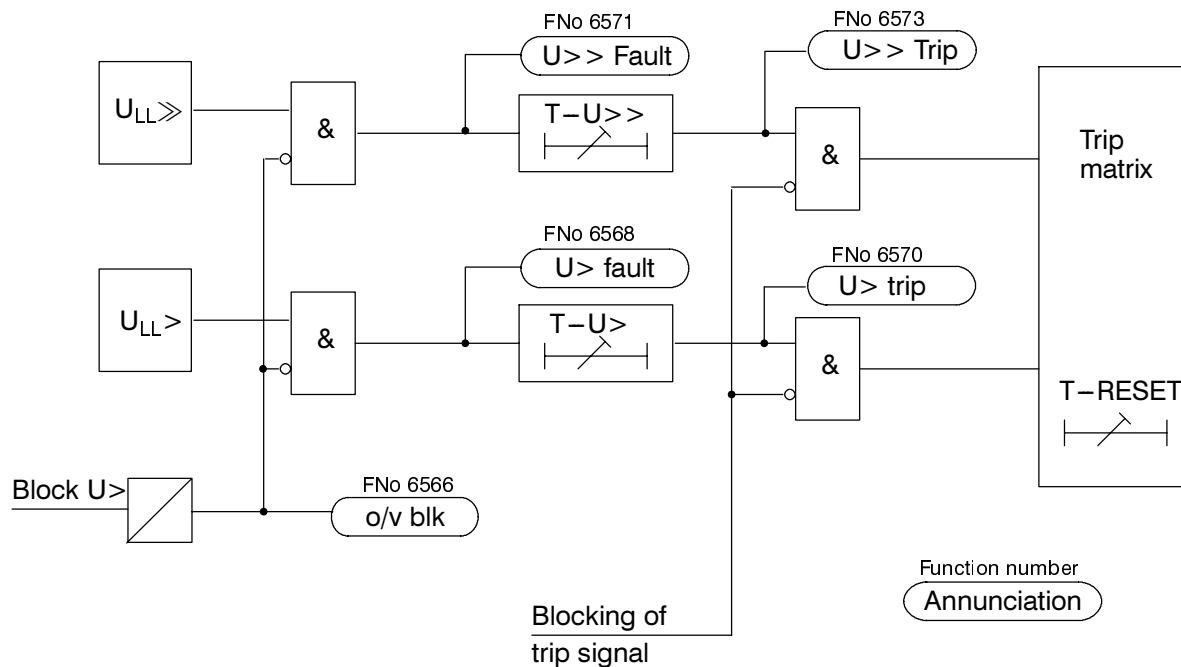 FNo 6571
U>> Fault
FNo 6573
U>> Trip
U_LL≫
&
T–U>>
&
Trip
matrix
FNo 6568
U> fault
FNo 6570
U> trip
U_LL>
&
T–U>
&
T–RESET
Block U>
FNo 6566
o/v blk
Function number
Annunciation
Blocking of
trip signal